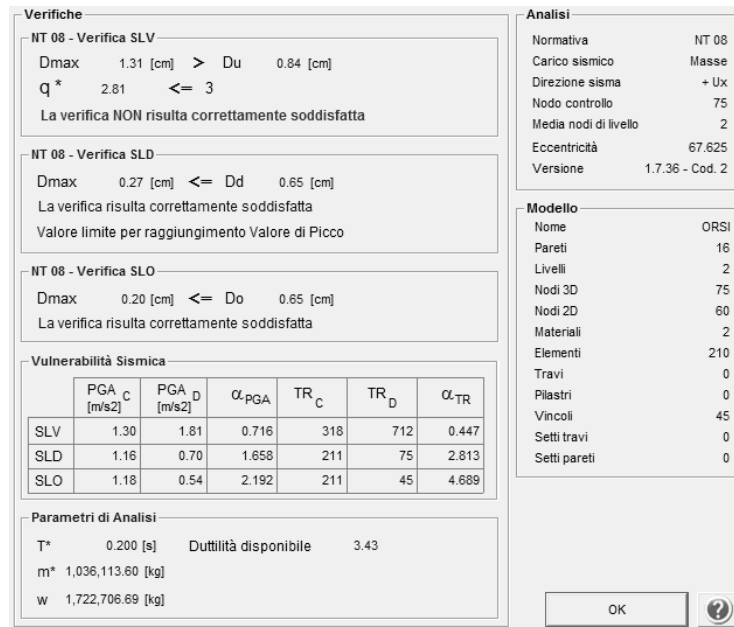 Verifiche
NT 08 - Verifica SLV
Dmax 1.31 [cm] > Du 0.84 [cm]
q* 2.81 <= 3
La verifica NON risulta correttamente soddisfatta
NT 08 - Verifica SLD
Dmax 0.27 [cm] <= Dd 0.65 [cm]
La verifica risulta correttamente soddisfatta
Valore limite per raggiungimento Valore di Picco
NT 08 - Verifica SLO
Dmax 0.20 [cm] <= Do 0.65 [cm]
La verifica risulta correttamente soddisfatta
Vulnerabilità Sismica
PGA C [m/s2] PGA D [m/s2] αPGA TR C TR D αTR
SLV 1.30 1.81 0.716 318 712 0.447
SLD 1.16 0.70 1.658 211 75 2.813
SLO 1.18 0.54 2.192 211 45 4.689
Parametri di Analisi
T* 0.200 [s] Duttilità disponibile 3.43
m* 1,036,113.60 [kg]
w 1,722,706.69 [kg]
Analisi
Normativa NT 08
Carico sismico Masse
Direzione sisma + Ux
Nodo controllo 75
Media nodi di livello 2
Eccentricità 67.625
Versione 1.7.36 - Cod. 2
Modello
Nome ORSI
Pareti 16
Livelli 2
Nodi 3D 75
Nodi 2D 60
Materiali 2
Elementi 210
Travi 0
Pilastri 0
Vincoli 45
Setti travi 0
Setti pareti 0
OK
?